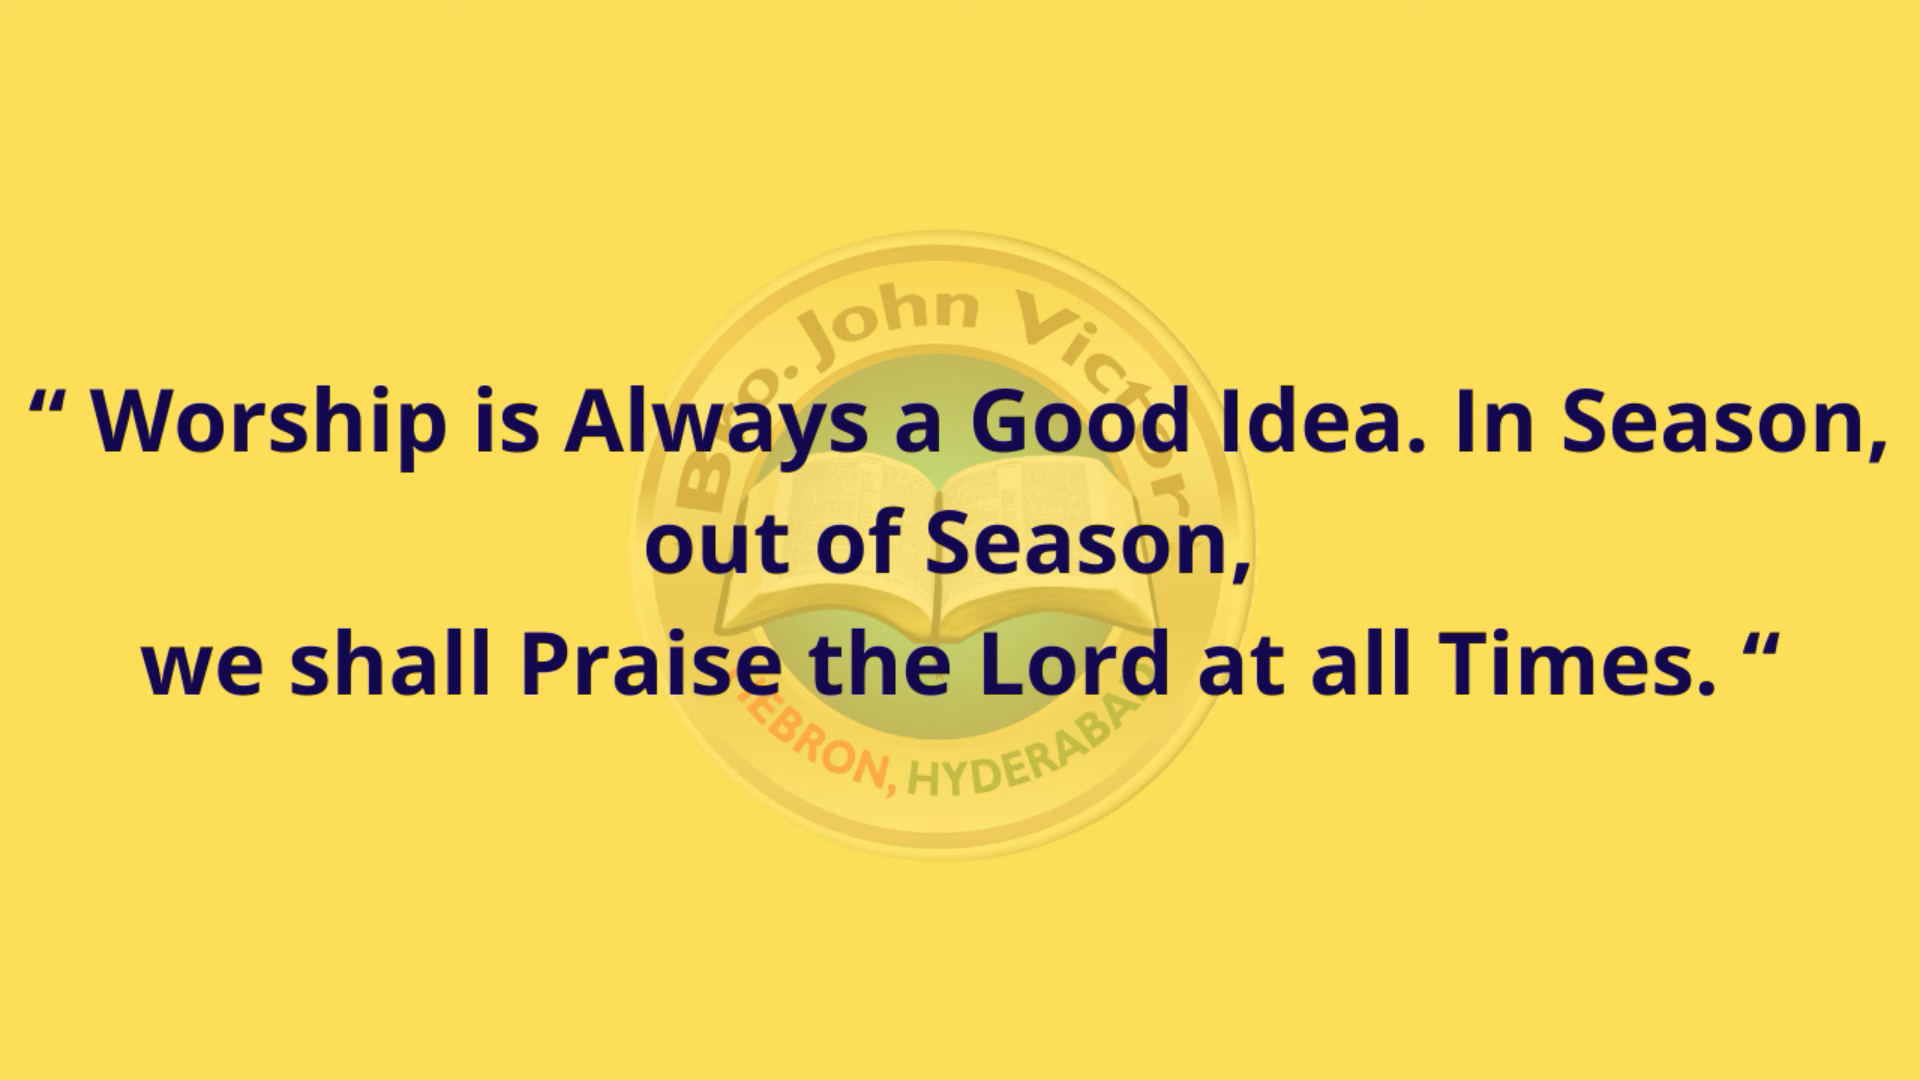 “ Worship is Always a Good Idea. In Season,
out of Season,
we shall Praise the Lord at all Times. “
Bro. John Victor
HEBRON, HYDERABAD